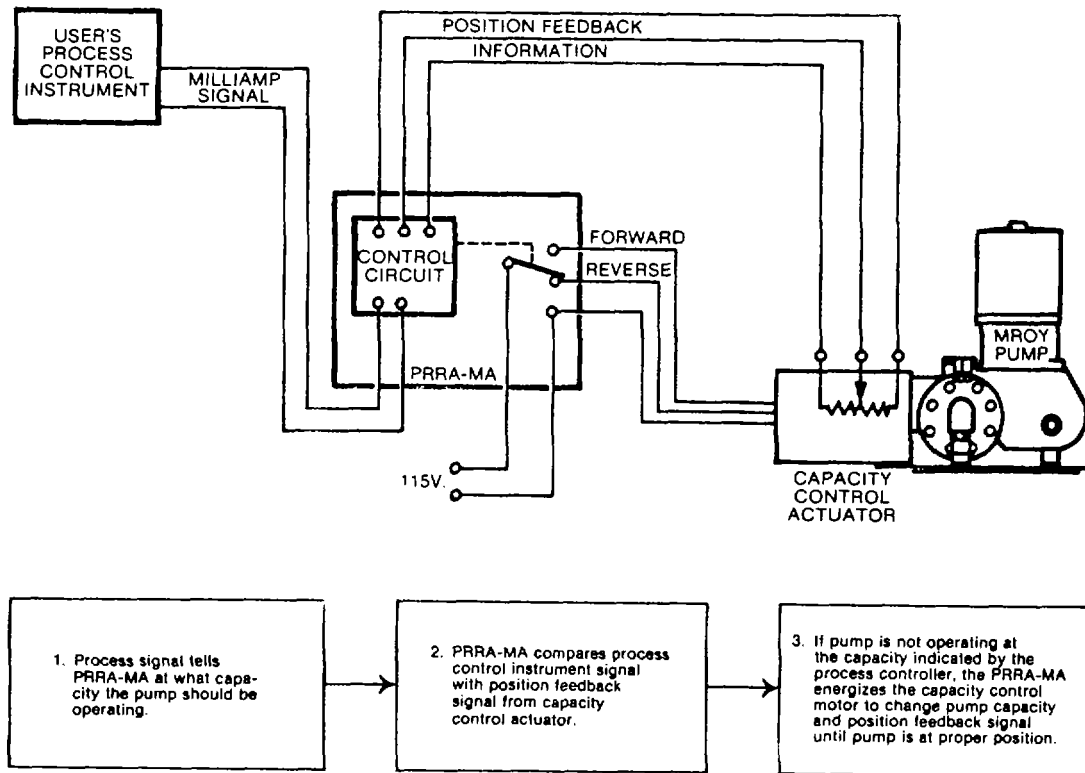 USER'S
PROCESS
CONTROL
INSTRUMENT
MILLIAMP
SIGNAL
POSITION FEEDBACK
INFORMATION
CONTROL
CIRCUIT
FORWARD
REVERSE
PRRA-MA
115V.
MROY
PUMP
CAPACITY
CONTROL
ACTUATOR
1. Process signal tells
PRRA-MA at what capa-
city the pump should be
operating.
2. PRRA-MA compares process
control instrument signal
with position feedback
signal from capacity
control actuator.
3. If pump is not operating at
the capacity indicated by the
process controller, the PRRA-MA
energizes the capacity control
motor to change pump capacity
and position feedback signal
until pump is at proper position.